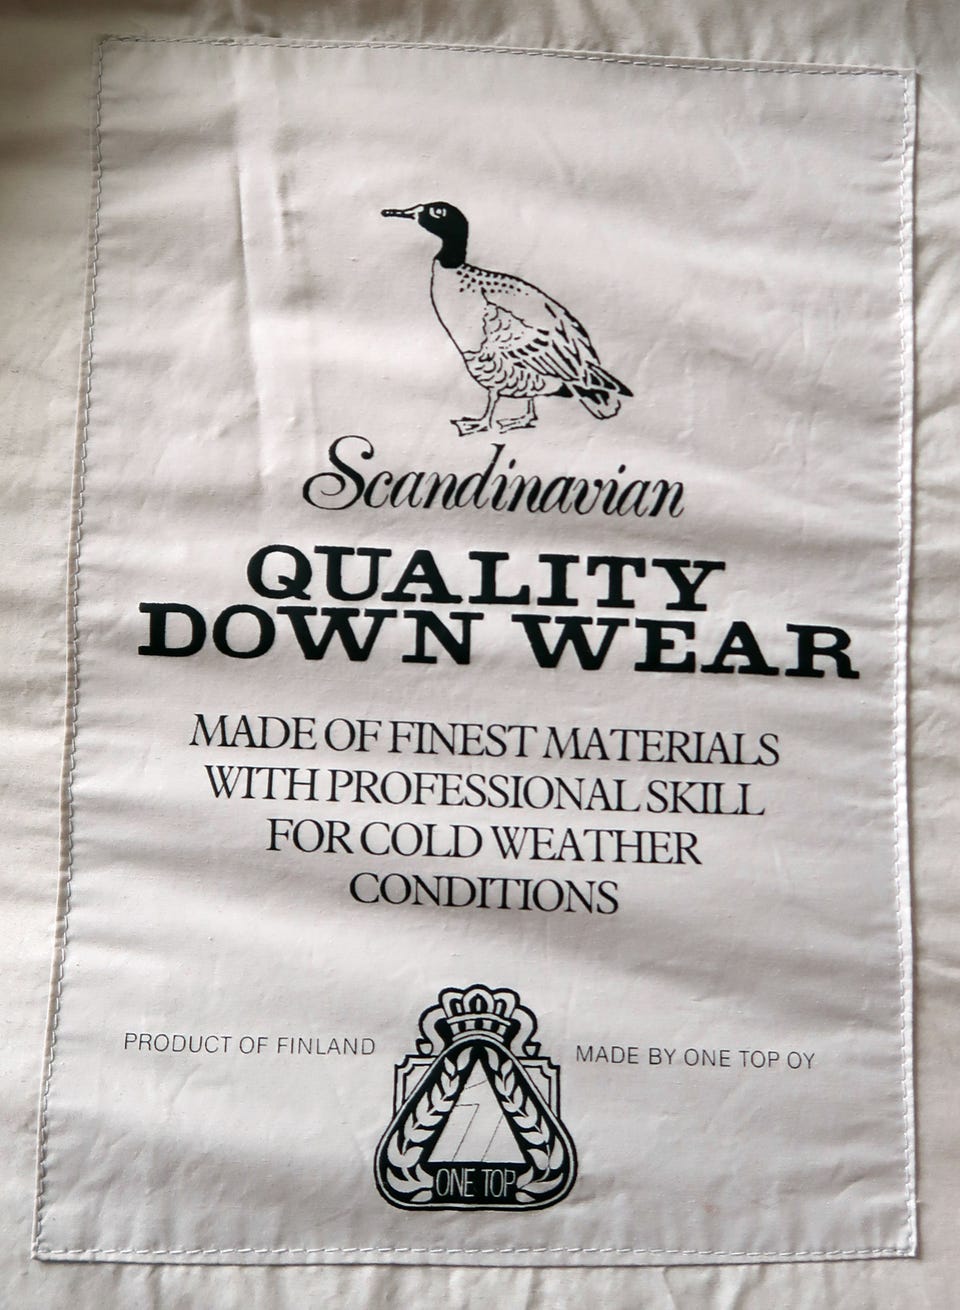 Scandinavian
QUALITY
DOWN WEAR
MADE OF FINEST MATERIALS
WITH PROFESSIONAL SKILL
FOR COLD WEATHER
CONDITIONS
PRODUCT OF FINLAND
MADE BY ONE TOP OY
ONE TOP